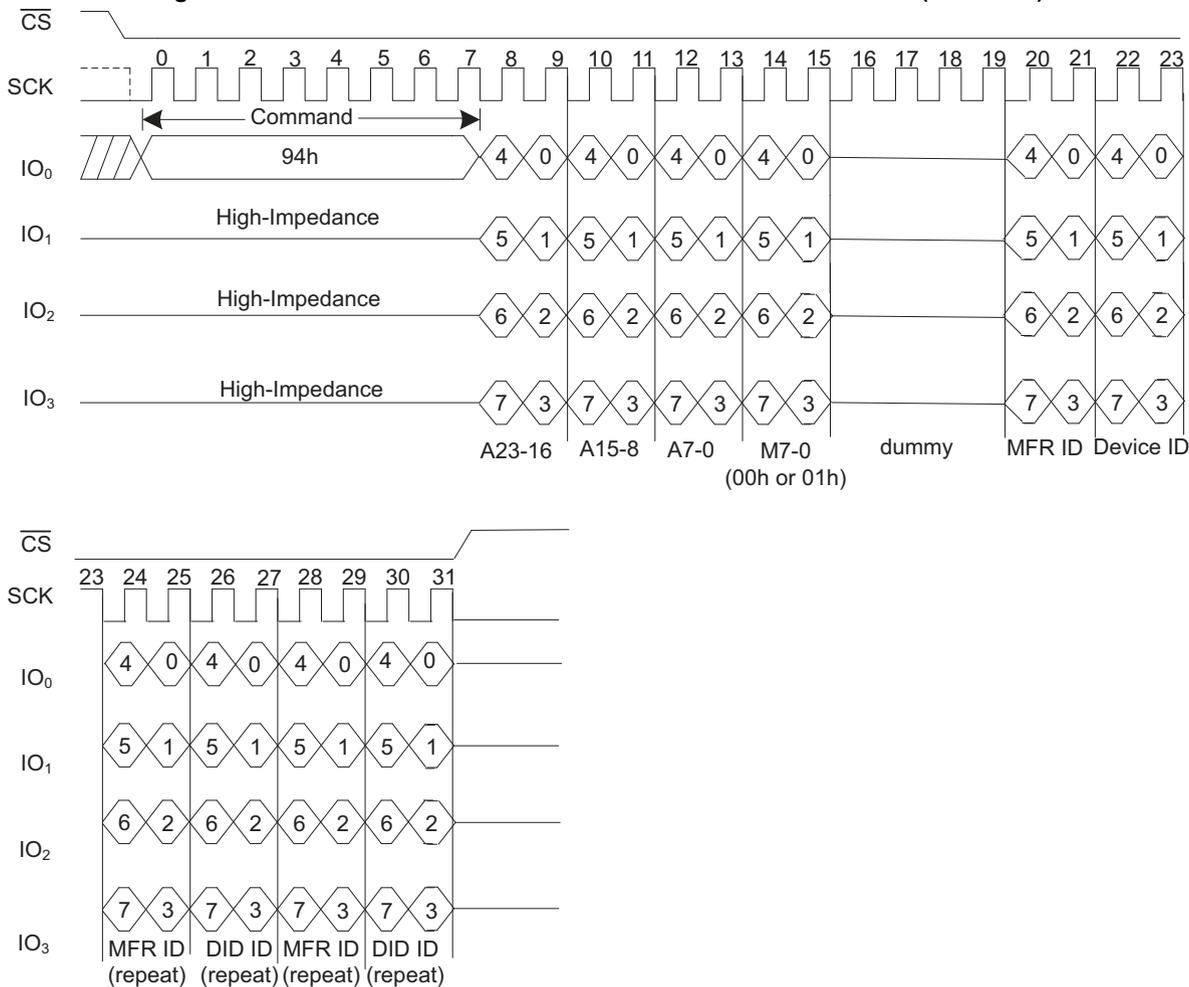 CS
0 1 2 3 4 5 6 7 8 9 10 11 12 13 14 15 16 17 18 19 20 21 22 23
SCK
Command
94h
IO0
4 0 4 0 4 0 4 0 4 0 4 0
High-Impedance
IO1
5 1 5 1 5 1 5 1 5 1 5 1
High-Impedance
IO2
6 2 6 2 6 2 6 2 6 2 6 2
High-Impedance
IO3
7 3 7 3 7 3 7 3 7 3 7 3
A23-16 A15-8 A7-0 M7-0 dummy MFR ID Device ID
(00h or 01h)
CS
23 24 25 26 27 28 29 30 31
SCK
4 0 4 0 4 0 4 0
IO0
5 1 5 1 5 1 5 1
IO1
6 2 6 2 6 2 6 2
IO2
7 3 7 3 7 3 7 3
IO3
MFR ID DID ID MFR ID DID ID
(repeat) (repeat) (repeat) (repeat)